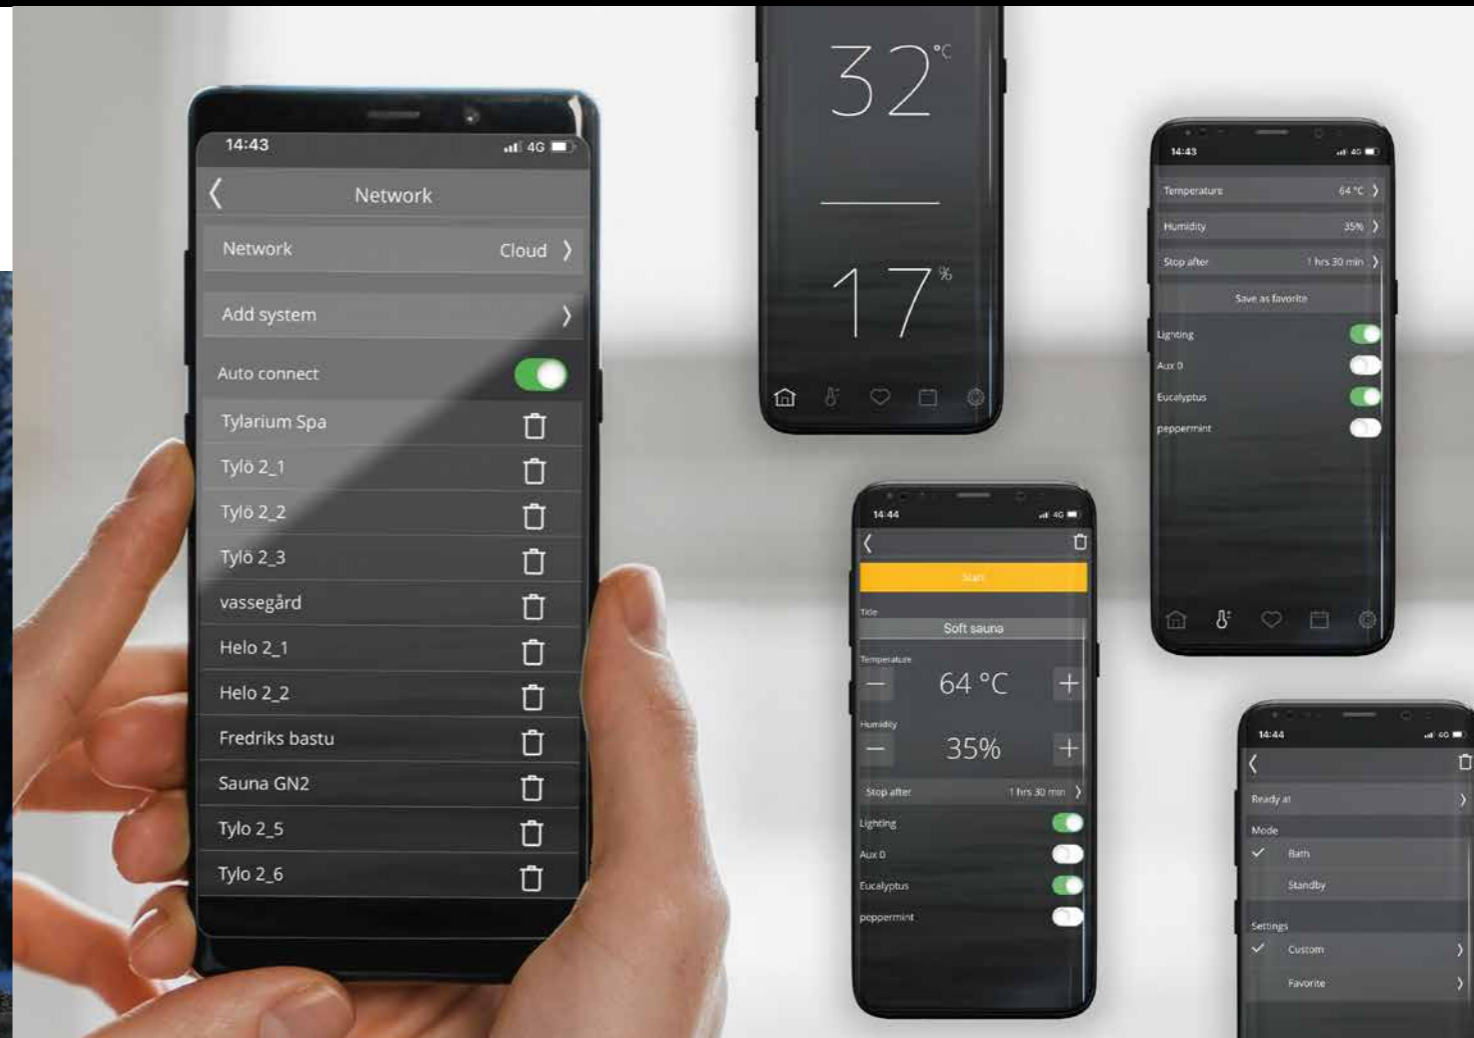 14:43
4G
Network
Network Cloud
Add system
Auto connect
Tylarium Spa
Tylö 2_1
Tylö 2_2
Tylö 2_3
vassegård
Helo 2_1
Helo 2_2
Fredriks bastu
Sauna GN2
Tylo 2_5
Tylo 2_6
32 °C
17 %
14:43
4G
Temperature 64 °C
Humidity 35%
Stop after 1 hrs 30 min
Save as favorite
Lighting
Aux 0
Eucalyptus
peppermint
14:44
4G
Start
Title
Soft sauna
Temperature
− 64 °C +
Humidity
− 35% +
Stop after 1 hrs 30 min
Lighting
Aux 0
Eucalyptus
peppermint
14:44
4G
Ready at
Mode
Bath
Standby
Settings
Custom
Favorite